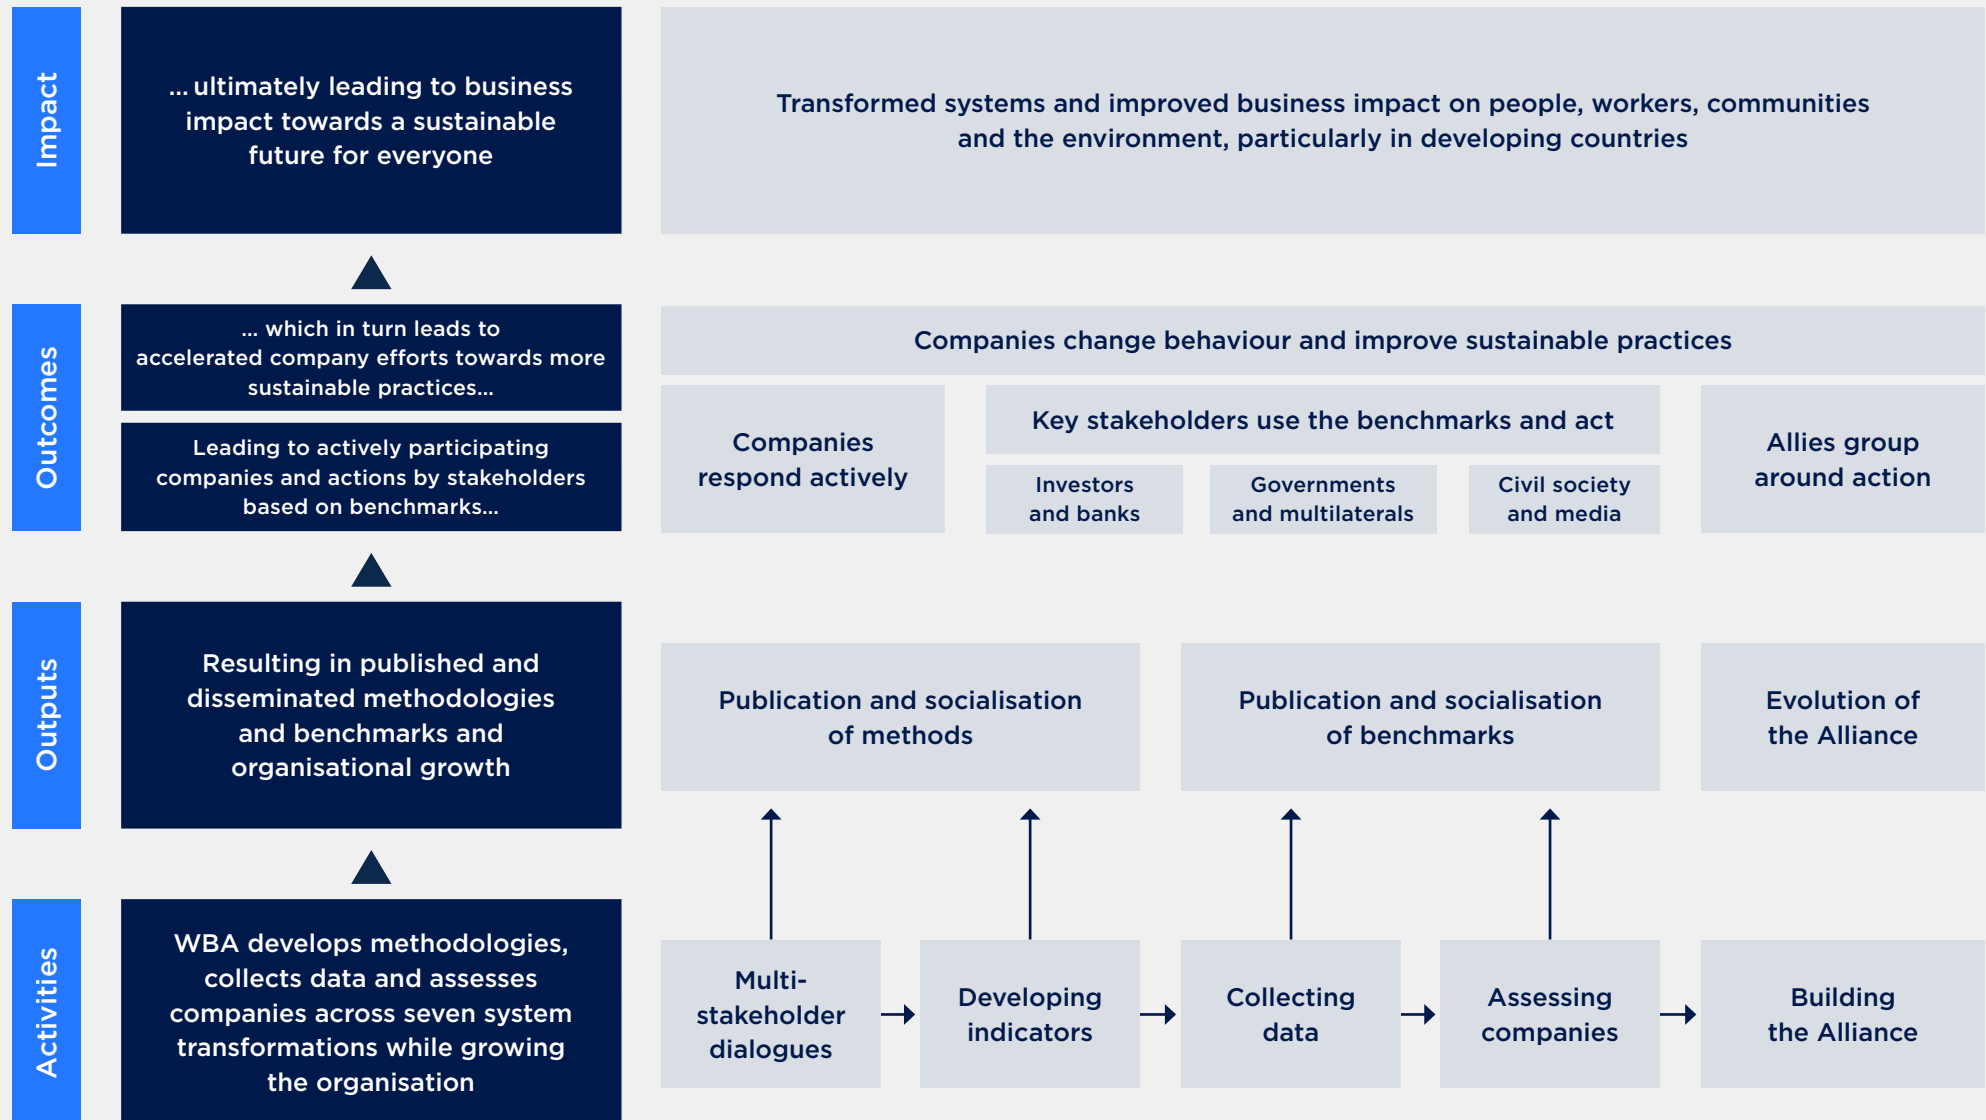 Impact
... ultimately leading to business
impact towards a sustainable
future for everyone
Transformed systems and improved business impact on people, workers, communities
and the environment, particularly in developing countries
Outcomes
... which in turn leads to
accelerated company efforts towards more
sustainable practices...
Leading to actively participating
companies and actions by stakeholders
based on benchmarks...
Companies change behaviour and improve sustainable practices
Companies
respond actively
Key stakeholders use the benchmarks and act
Investors
and banks
Governments
and multilaterals
Civil society
and media
Allies group
around action
Outputs
Resulting in published and
disseminated methodologies
and benchmarks and
organisational growth
Publication and socialisation
of methods
Publication and socialisation
of benchmarks
Evolution of
the Alliance
Activities
WBA develops methodologies,
collects data and assesses
companies across seven system
transformations while growing
the organisation
Multi-
stakeholder
dialogues
Developing
indicators
Collecting
data
Assessing
companies
Building
the Alliance